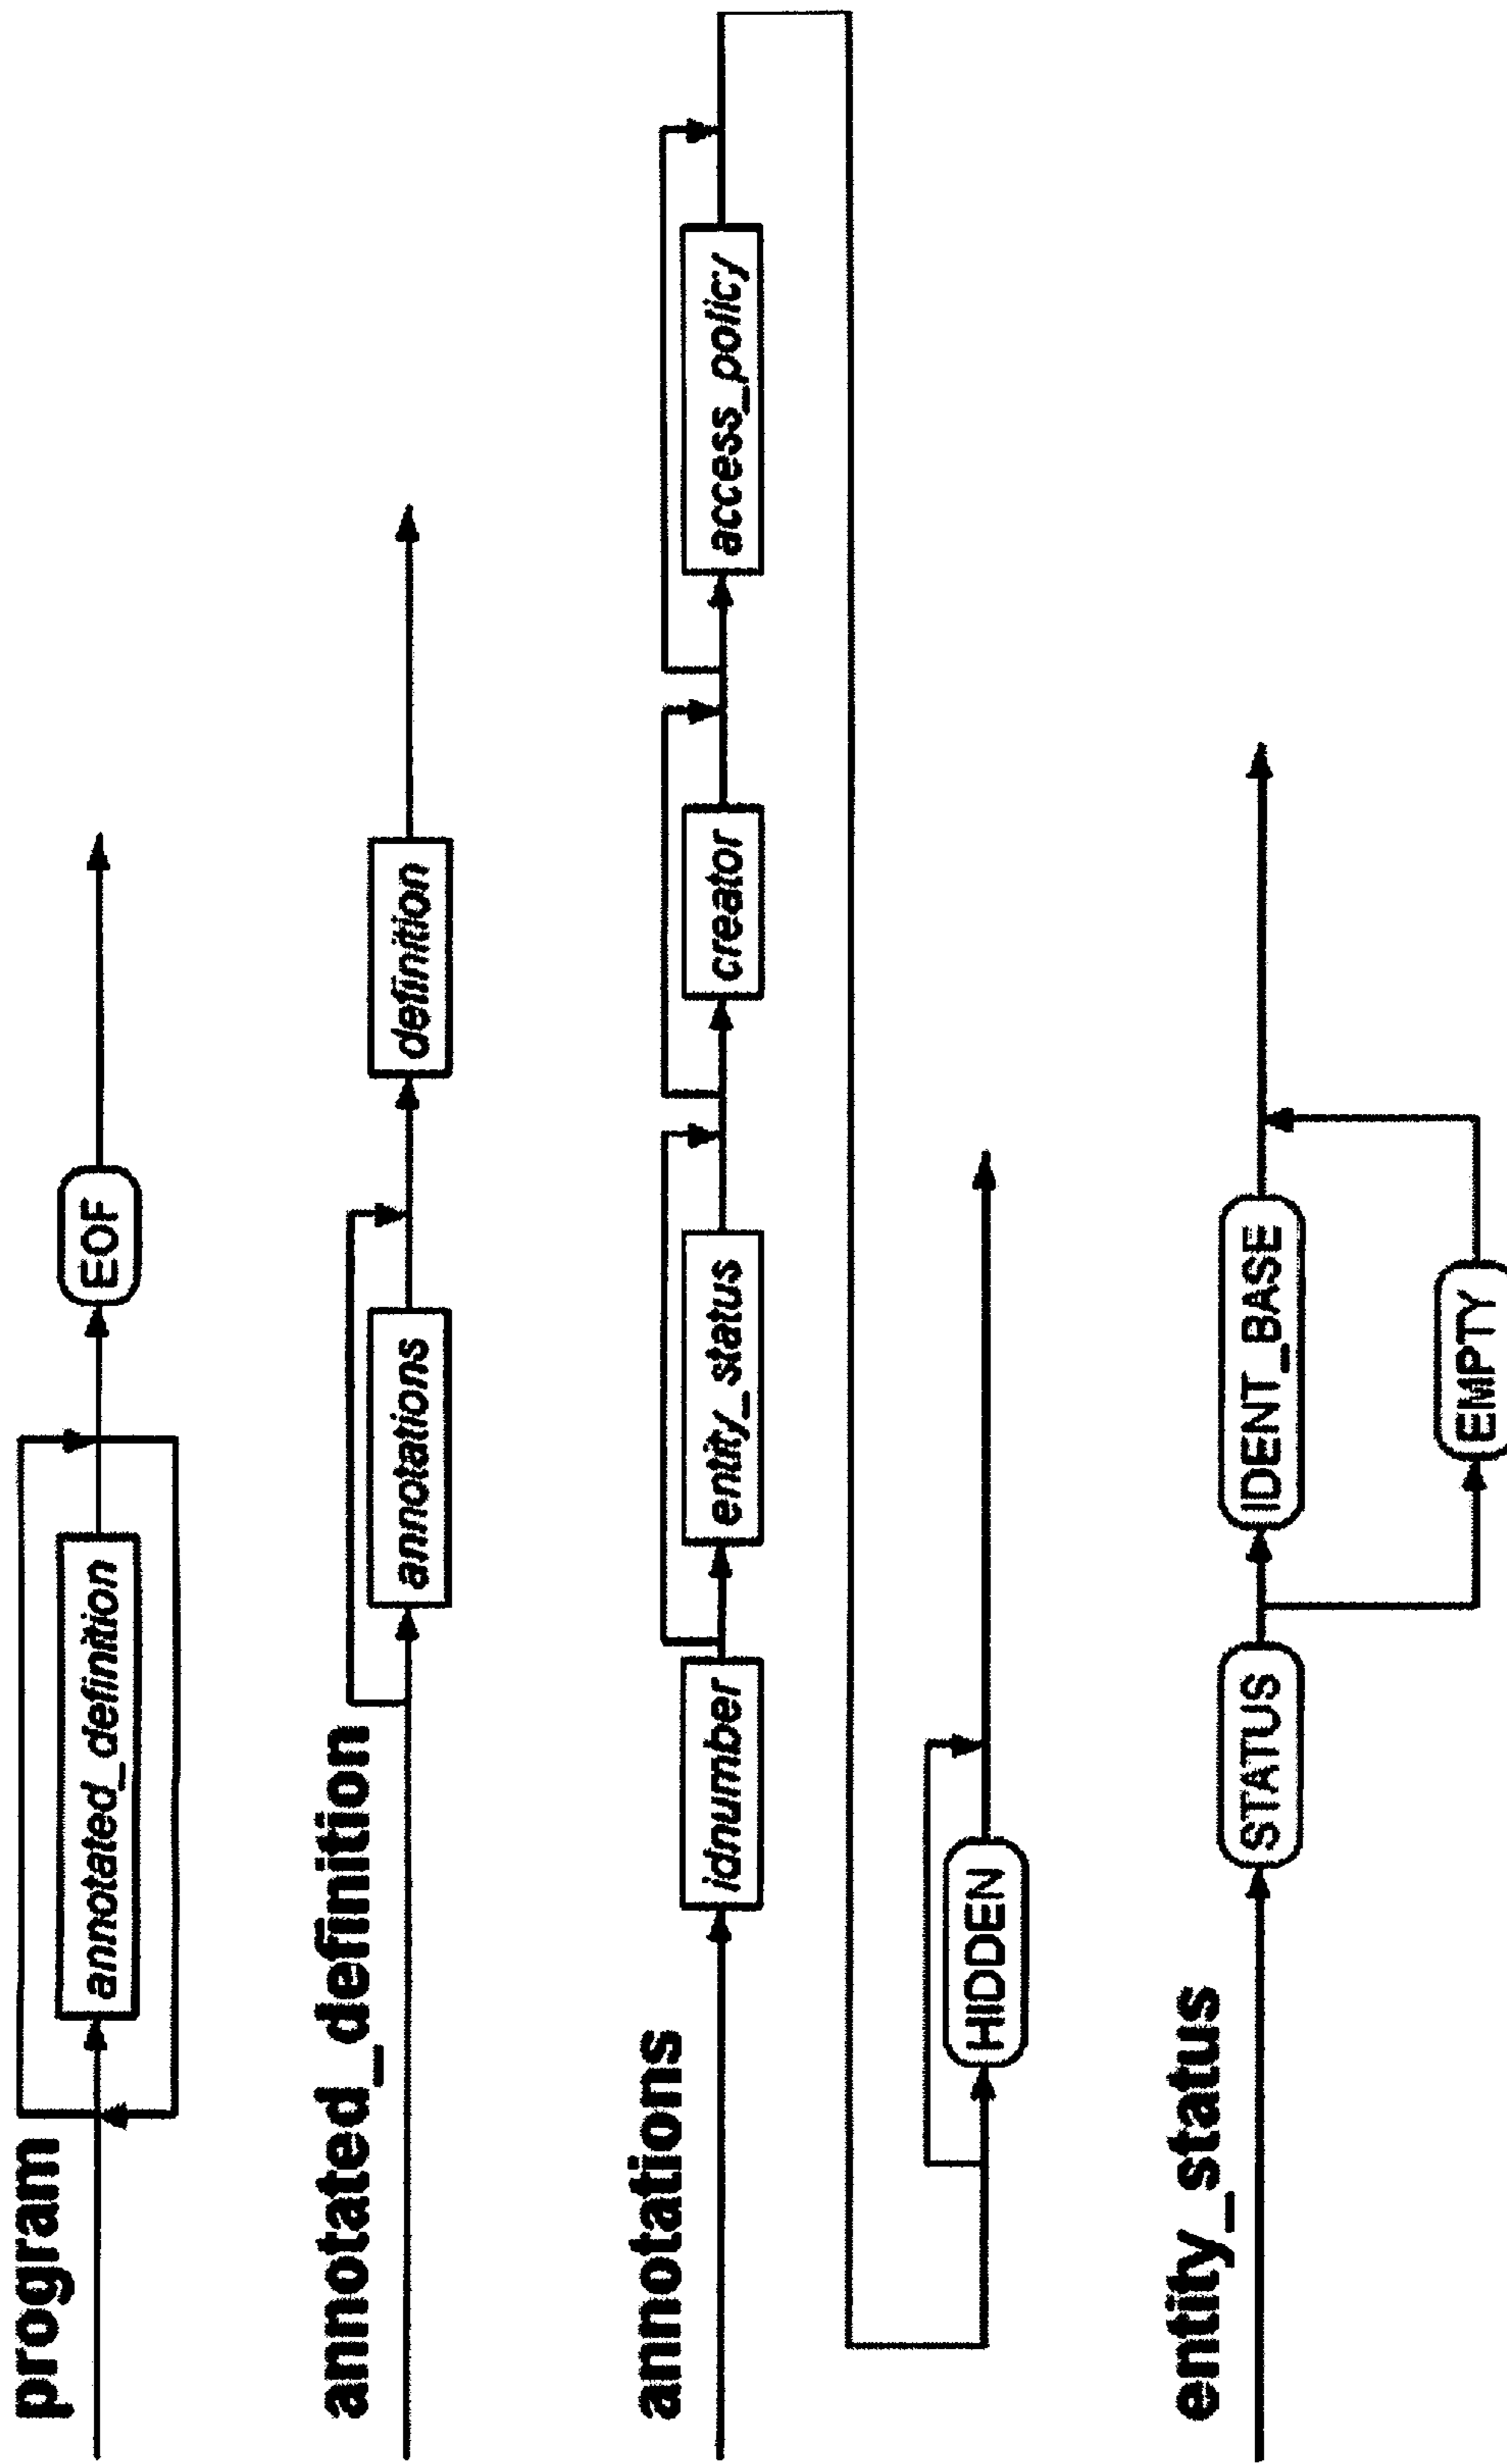 program
annotated_definition
EOF
annotated_definition
annotations
definition
annotations
idnumber
entity_status
creator
access_policy
HIDDEN
entity_status
STATUS
IDENT_BASE
EMPTY